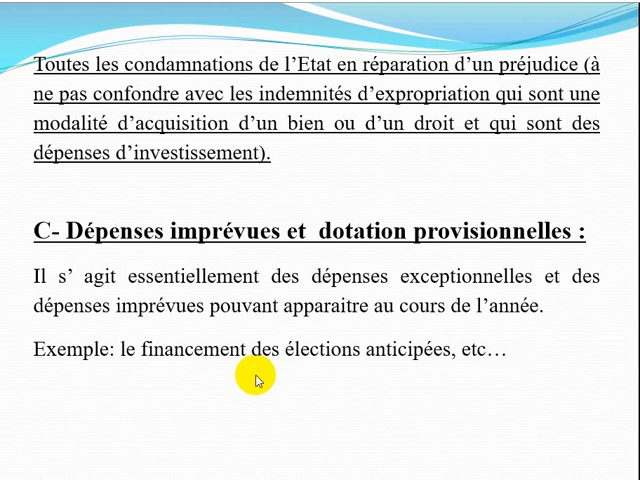 Toutes les condamnations de l’Etat en réparation d’un préjudice (à
ne pas confondre avec les indemnités d’expropriation qui sont une
modalité d’acquisition d’un bien ou d’un droit et qui sont des
dépenses d’investissement).
C- Dépenses imprévues et  dotation provisionnelles :
Il s’ agit essentiellement des dépenses exceptionnelles et des
dépenses imprévues pouvant apparaitre au cours de l’année.
Exemple: le financement des élections anticipées, etc…